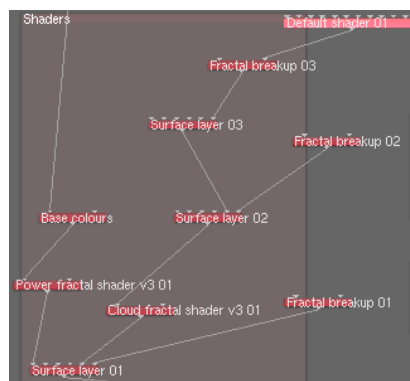 Shaders
Default shader 01
Fractal breakup 03
Surface layer 03
Fractal breakup 02
Base colours
Surface layer 02
Power fractal shader v3 01
Cloud fractal shader v3 01
Fractal breakup 01
Surface layer 01